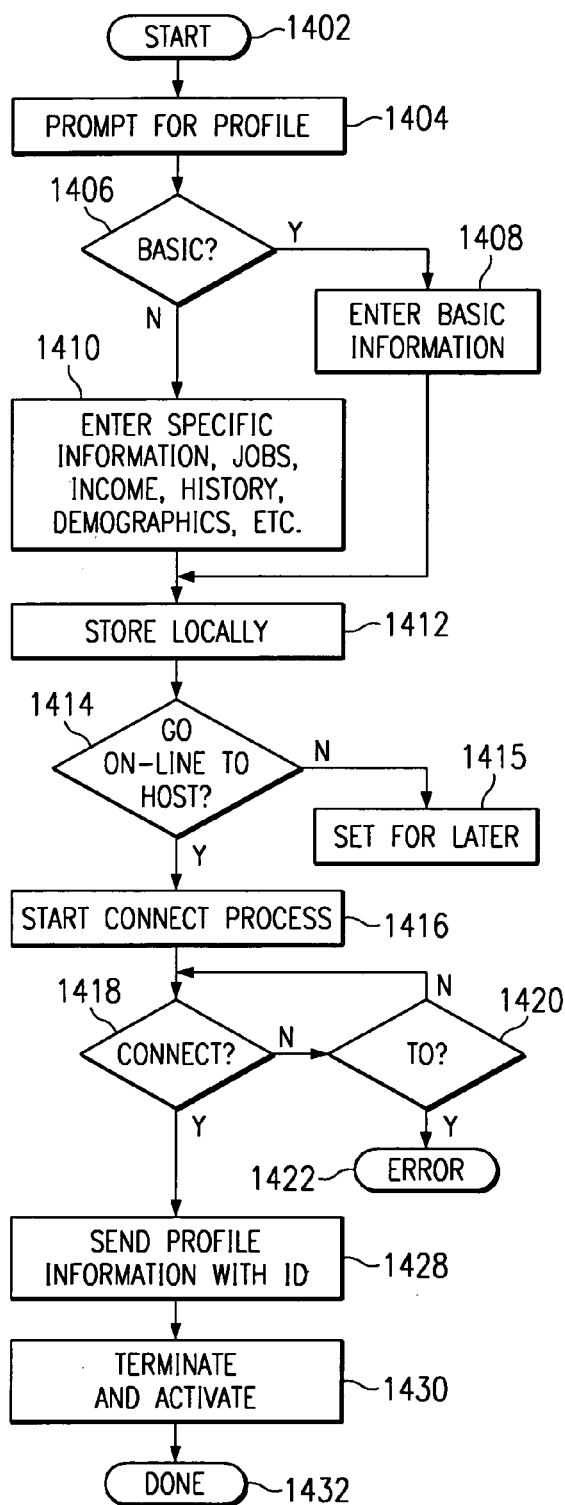 START
1402
PROMPT FOR PROFILE
1404
1406
BASIC?
Y
N
1408
ENTER BASIC
INFORMATION
1410
ENTER SPECIFIC
INFORMATION, JOBS,
INCOME, HISTORY,
DEMOGRAPHICS, ETC.
STORE LOCALLY
1412
1414
GO
ON-LINE TO
HOST?
N
Y
1415
SET FOR LATER
START CONNECT PROCESS
1416
1418
CONNECT?
N
Y
TO?
1420
N
Y
1422
ERROR
SEND PROFILE
INFORMATION WITH ID
1428
TERMINATE
AND ACTIVATE
1430
DONE
1432